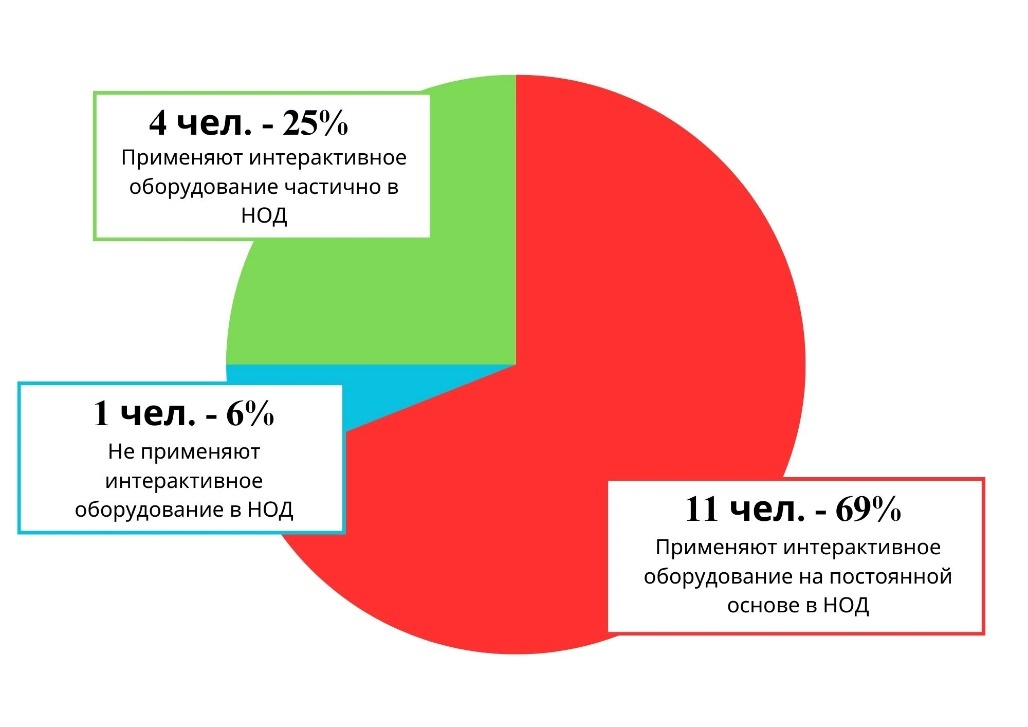 4 чел. - 25%
Применяют интерактивное
оборудование частично в
НОД
1 чел. - 6%
Не применяют
интерактивное
оборудование в НОД
11 чел. - 69%
Применяют интерактивное
оборудование на постоянной
основе в НОД